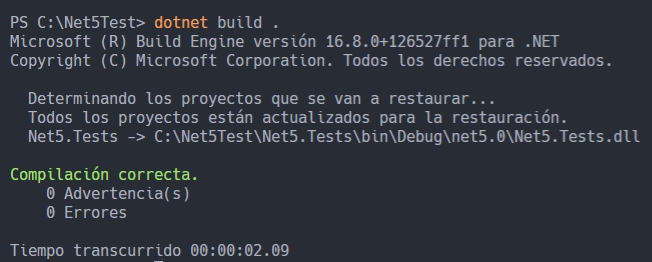 PS C:\Net5Test> dotnet build .
Microsoft (R) Build Engine versión 16.8.0+126527ff1 para .NET
Copyright (C) Microsoft Corporation. Todos los derechos reservados.
Determinando los proyectos que se van a restaurar...
Todos los proyectos están actualizados para la restauración.
Net5.Tests -> C:\Net5Test\Net5.Tests\bin\Debug\net5.0\Net5.Tests.dll
Compilación correcta.
0 Advertencia(s)
0 Errores
Tiempo transcurrido 00:00:02.09